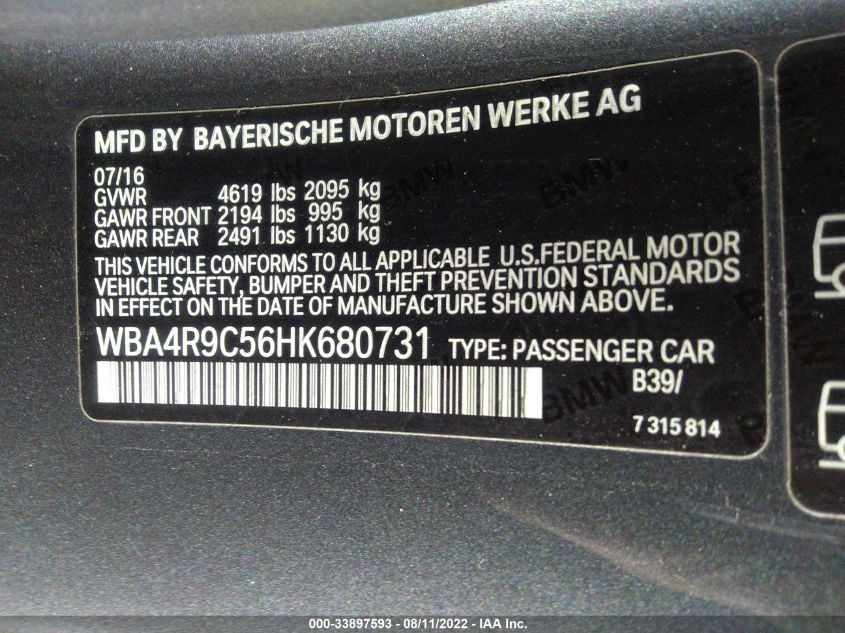 MFD BY BAYERISCHE MOTOREN WERKE AG
07/16
GVWR 4619 lbs 2095 kg
GAWR FRONT 2194 lbs 995 kg
GAWR REAR 2491 lbs 1130 kg
THIS VEHICLE CONFORMS TO ALL APPLICABLE U.S.FEDERAL MOTOR
VEHICLE SAFETY, BUMPER AND THEFT PREVENTION STANDARDS
IN EFFECT ON THE DATE OF MANUFACTURE SHOWN ABOVE.
WBA4R9C56HK680731 TYPE: PASSENGER CAR
B39/
7 315 814
000-33897593 - 08/11/2022 - IAA Inc.